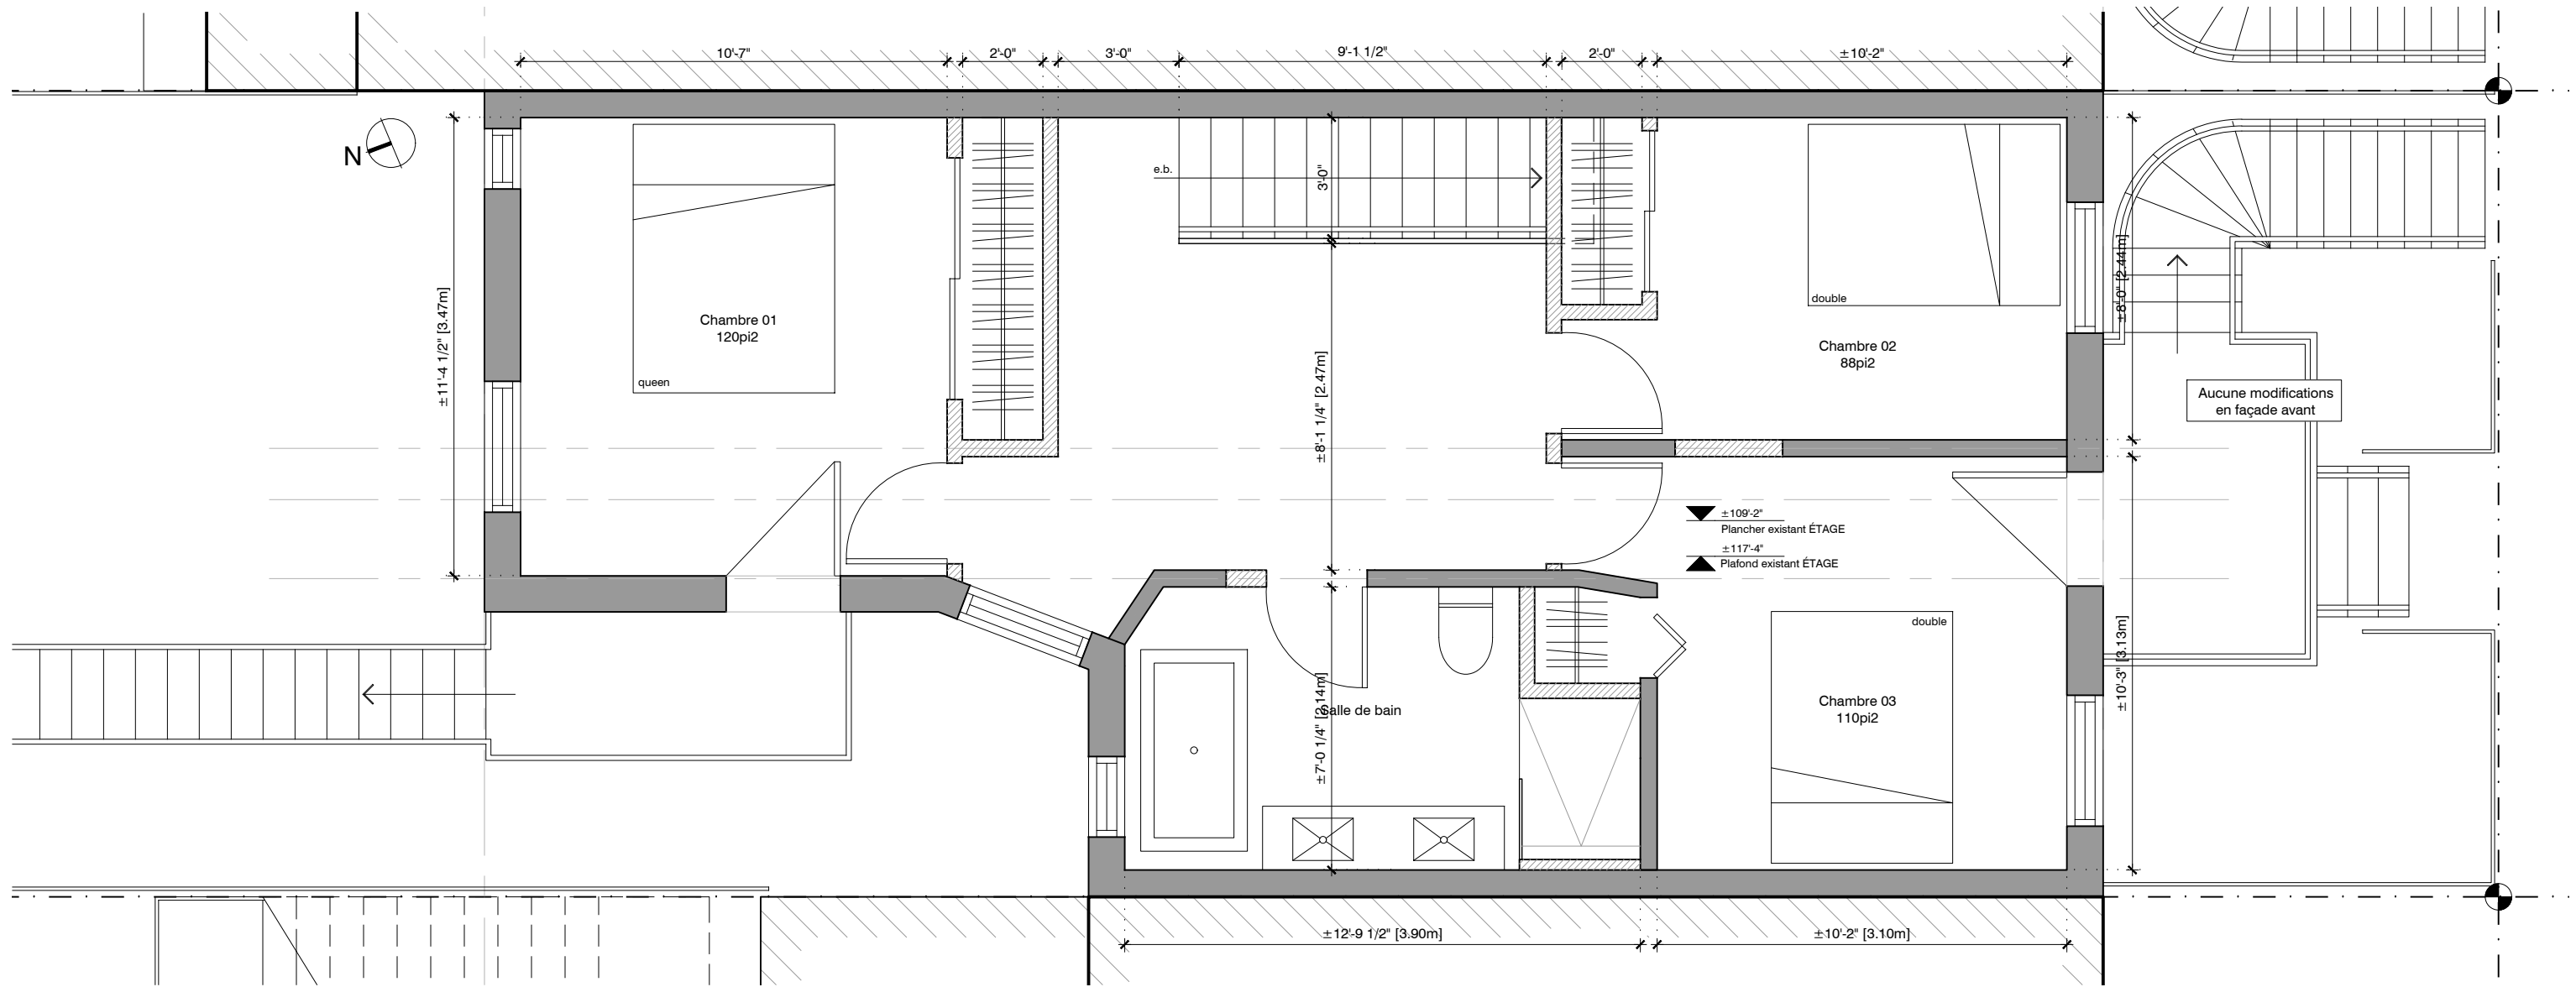 10'-7"
2'-0"
3'-0"
9'-1 1/2"
2'-0"
±10'-2"
N
e.b.
3'-0"
±11'-4 1/2" [3.47m]
Chambre 01
120pi2
queen
double
Chambre 02
88pi2
±8'-0" [2.44m]
±8'-1 1/4" [2.47m]
Aucune modifications
en façade avant
±109'-2"
Plancher existant ÉTAGE
±117'-4"
Plafond existant ÉTAGE
double
Chambre 03
110pi2
±10'-3" [3.13m]
Salle de bain
±7'-0 1/4" [2.14m]
±12'-9 1/2" [3.90m]
±10'-2" [3.10m]